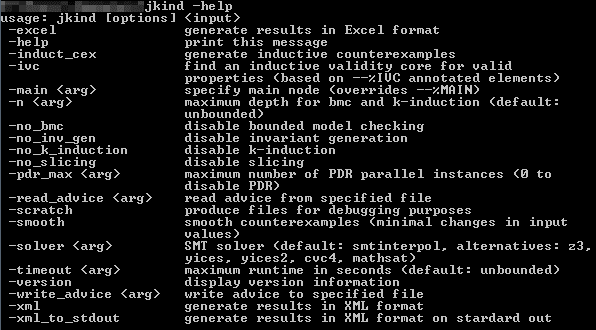 jkind -help
usage: jkind [options] <input>
-excel generate results in Excel format
-help print this message
-induct_cex generate inductive counterexamples
-ivc find an inductive validity core for valid
properties (based on --%IVC annotated elements)
-main <arg> specify main node (overrides --%MAIN)
-n <arg> maximum depth for bmc and k-induction (default:
unbounded)
-no_bmc disable bounded model checking
-no_inv_gen disable invariant generation
-no_k_induction disable k-induction
-no_slicing disable slicing
-pdr_max <arg> maximum number of PDR parallel instances (0 to
disable PDR)
-read_advice <arg> read advice from specified file
-scratch produce files for debugging purposes
-smooth smooth counterexamples (minimal changes in input
values)
-solver <arg> SMT solver (default: smtinterpol, alternatives: z3,
yices, yices2, cvc4, mathsat)
-timeout <arg> maximum runtime in seconds (default: unbounded)
-version display version information
-write_advice <arg> write advice to specified file
-xml generate results in XML format
-xml_to_stdout generate results in XML format on stardard out